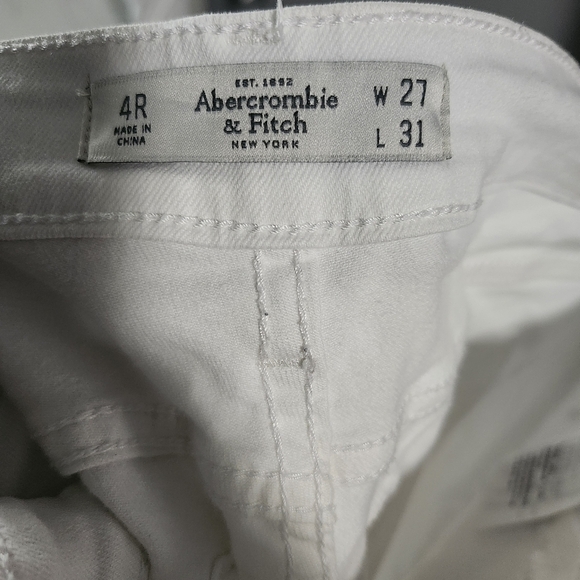 4R
MADE IN
CHINA
EST. 1892
Abercrombie
& Fitch
NEW YORK
W 27
L 31